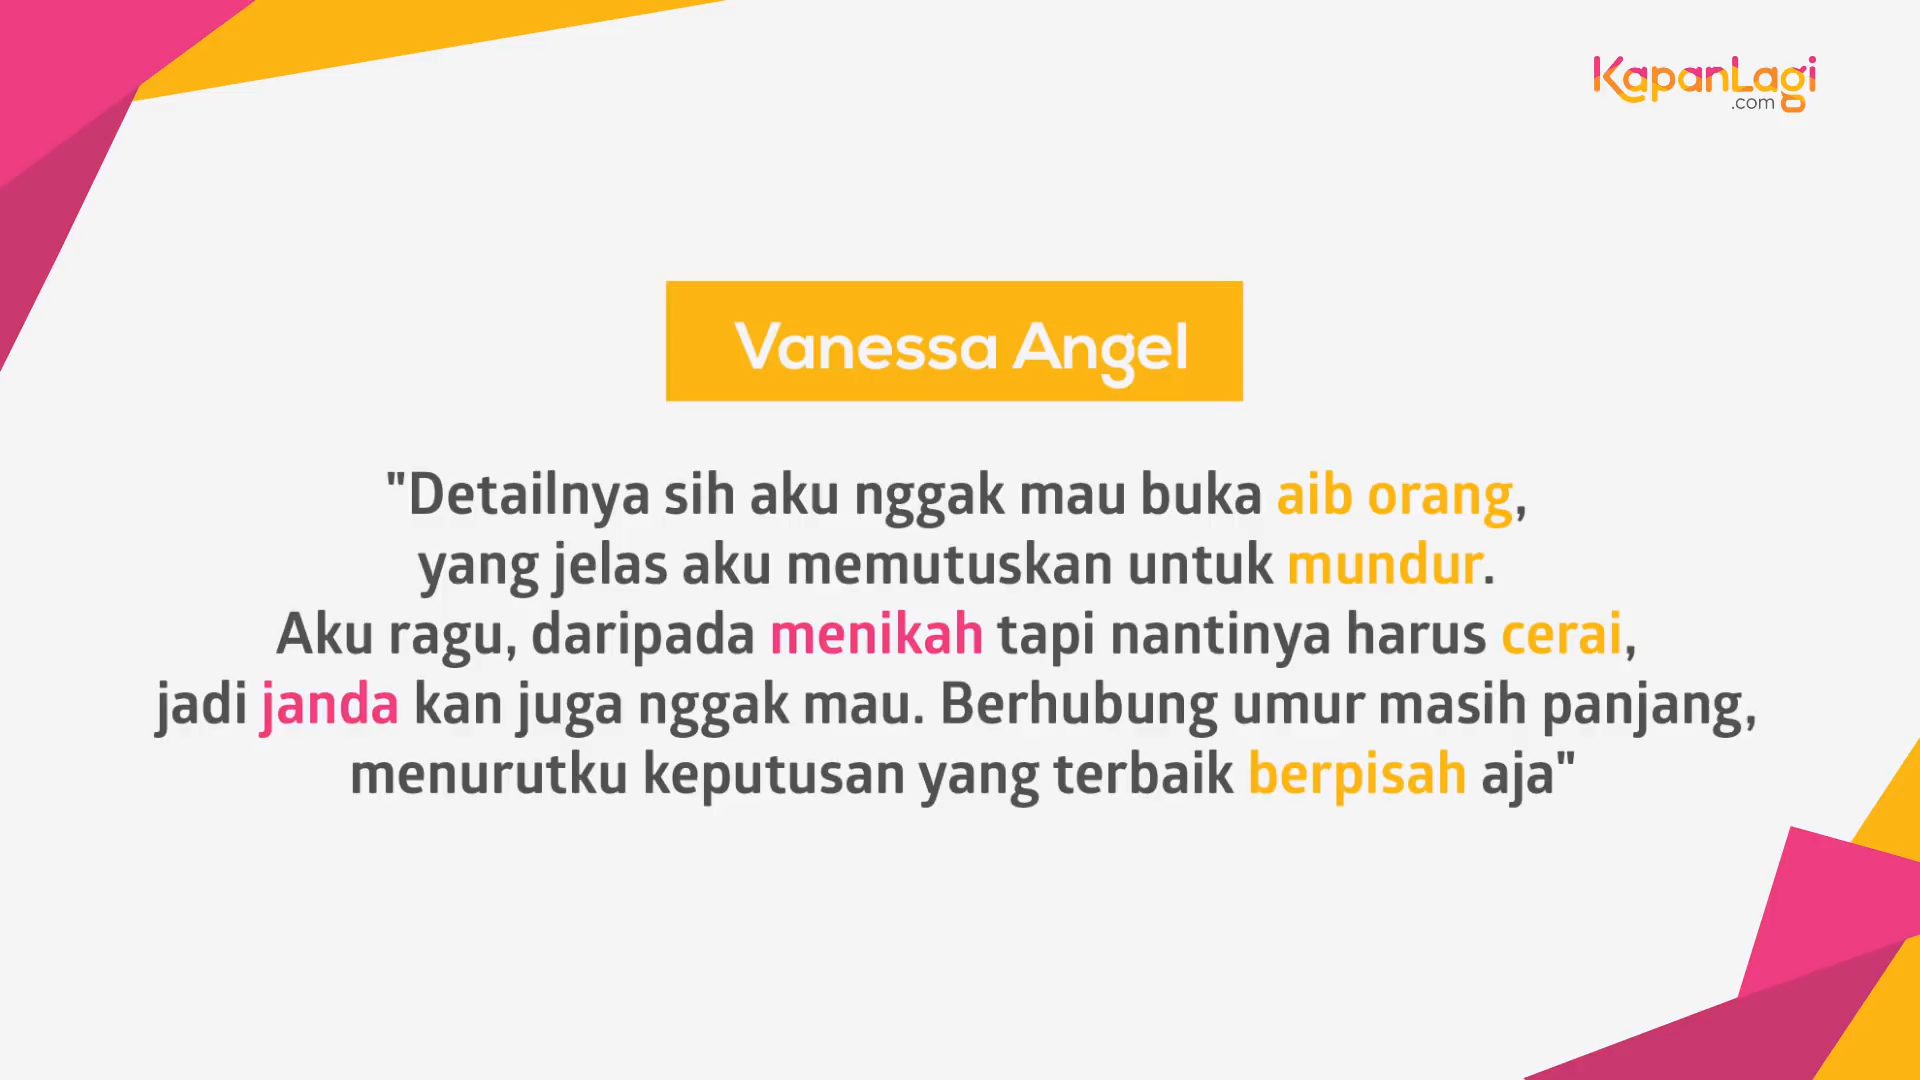 KapanLagi
.com
Vanessa Angel
"Detailnya sih aku nggak mau buka aib orang,
yang jelas aku memutuskan untuk mundur.
Aku ragu, daripada menikah tapi nantinya harus cerai,
jadi janda kan juga nggak mau. Berhubung umur masih panjang,
menurutku keputusan yang terbaik berpisah aja"